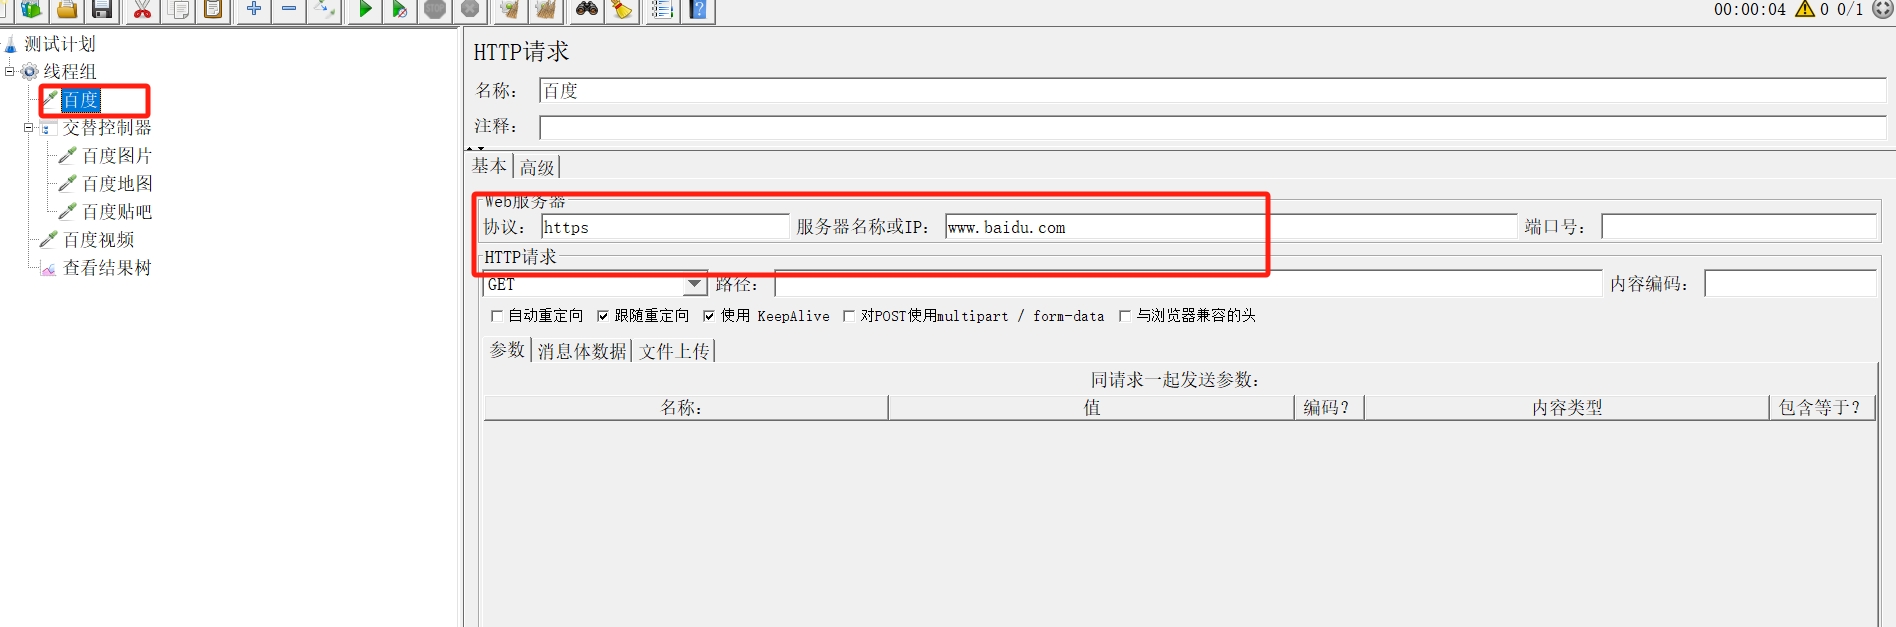 00:00:04 0 0/1
测试计划
线程组
百度
交替控制器
百度图片
百度地图
百度贴吧
百度视频
查看结果树
HTTP请求
名称： 百度
注释：
基本 高级
Web服务器
协议： https 服务器名称或IP： www.baidu.com 端口号：
HTTP请求
GET 路径： 内容编码：
自动重定向 跟随重定向 使用 KeepAlive 对POST使用multipart / form-data 与浏览器兼容的头
参数 消息体数据 文件上传
同请求一起发送参数：
名称： 值 编码？ 内容类型 包含等于？